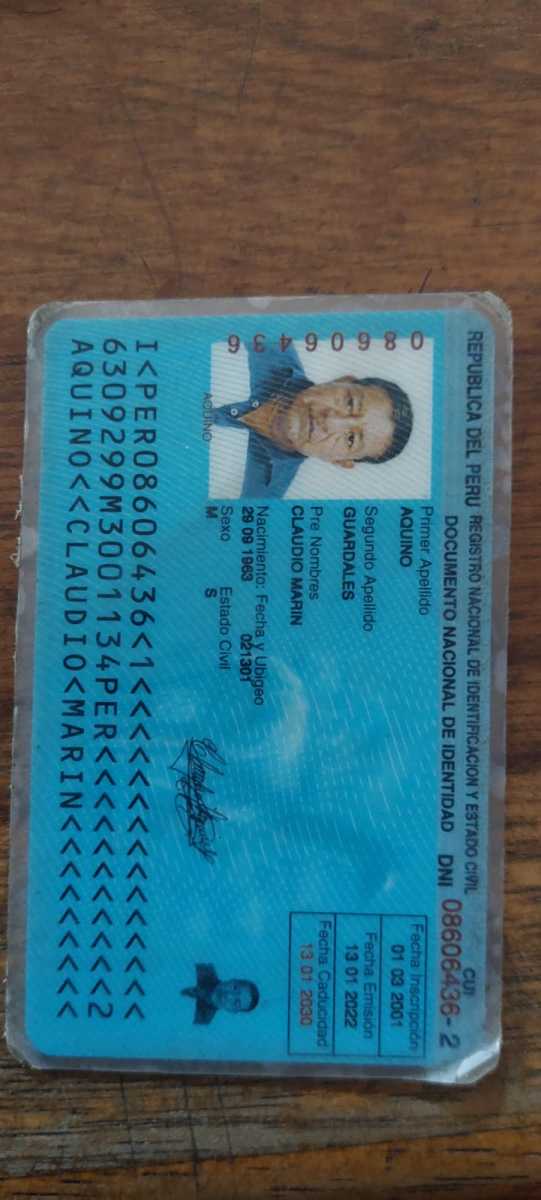 REPUBLICA DEL PERU REGISTRO NACIONAL DE IDENTIFICACION Y ESTADO CIVIL
DOCUMENTO NACIONAL DE IDENTIDAD DNI 08606436-2
CUI
08606436
AQUINO
Primer Apellido
AQUINO
Segundo Apellido
GUARDALES
Pre Nombres
CLAUDIO MARIN
Nacimiento: Fecha y Ubigeo
29 09 1963 021301
Sexo Estado Civil
M S
Fecha Inscripción
01 03 2001
Fecha Emisión
13 01 2022
Fecha Caducidad
13 01 2030
I<PER08606436<1<<<<<<<<<<<<<<<
6309299M3001134PER<<<<<<<<<<<2
AQUINO<<CLAUDIO<MARIN<<<<<<<<<